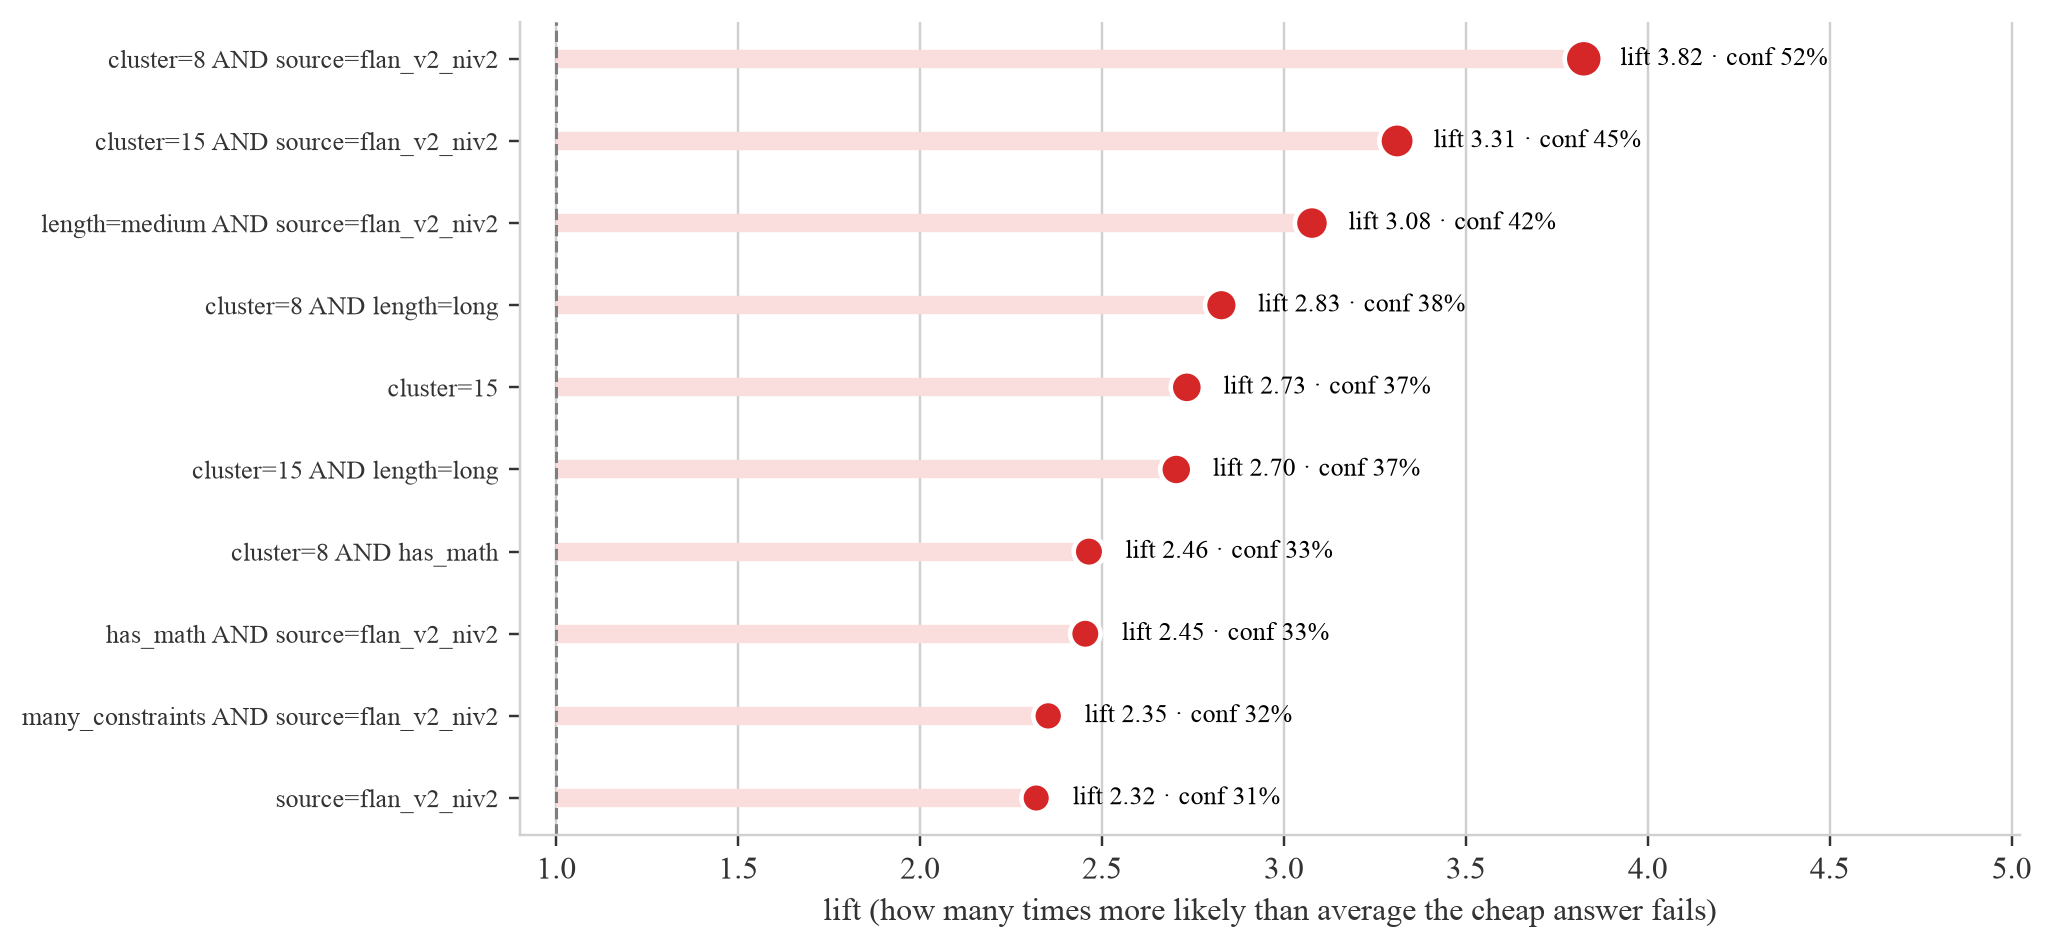 cluster=8 AND source=flan_v2_niv2 lift 3.82 · conf 52%
cluster=15 AND source=flan_v2_niv2 lift 3.31 · conf 45%
length=medium AND source=flan_v2_niv2 lift 3.08 · conf 42%
cluster=8 AND length=long lift 2.83 · conf 38%
cluster=15 lift 2.73 · conf 37%
cluster=15 AND length=long lift 2.70 · conf 37%
cluster=8 AND has_math lift 2.46 · conf 33%
has_math AND source=flan_v2_niv2 lift 2.45 · conf 33%
many_constraints AND source=flan_v2_niv2 lift 2.35 · conf 32%
source=flan_v2_niv2 lift 2.32 · conf 31%
1.0 1.5 2.0 2.5 3.0 3.5 4.0 4.5 5.0
lift (how many times more likely than average the cheap answer fails)